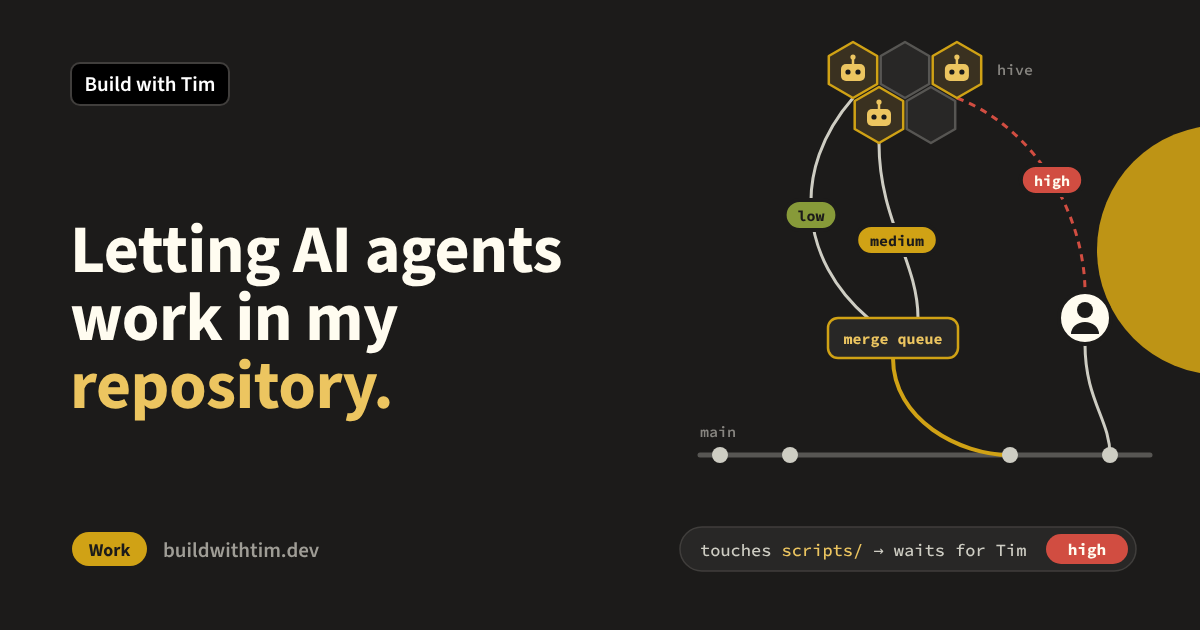 Build with Tim
Letting AI agents
work in my
repository.
Work
buildwithtim.dev
hive
high
low
medium
merge queue
main
touches scripts/ → waits for Tim
high